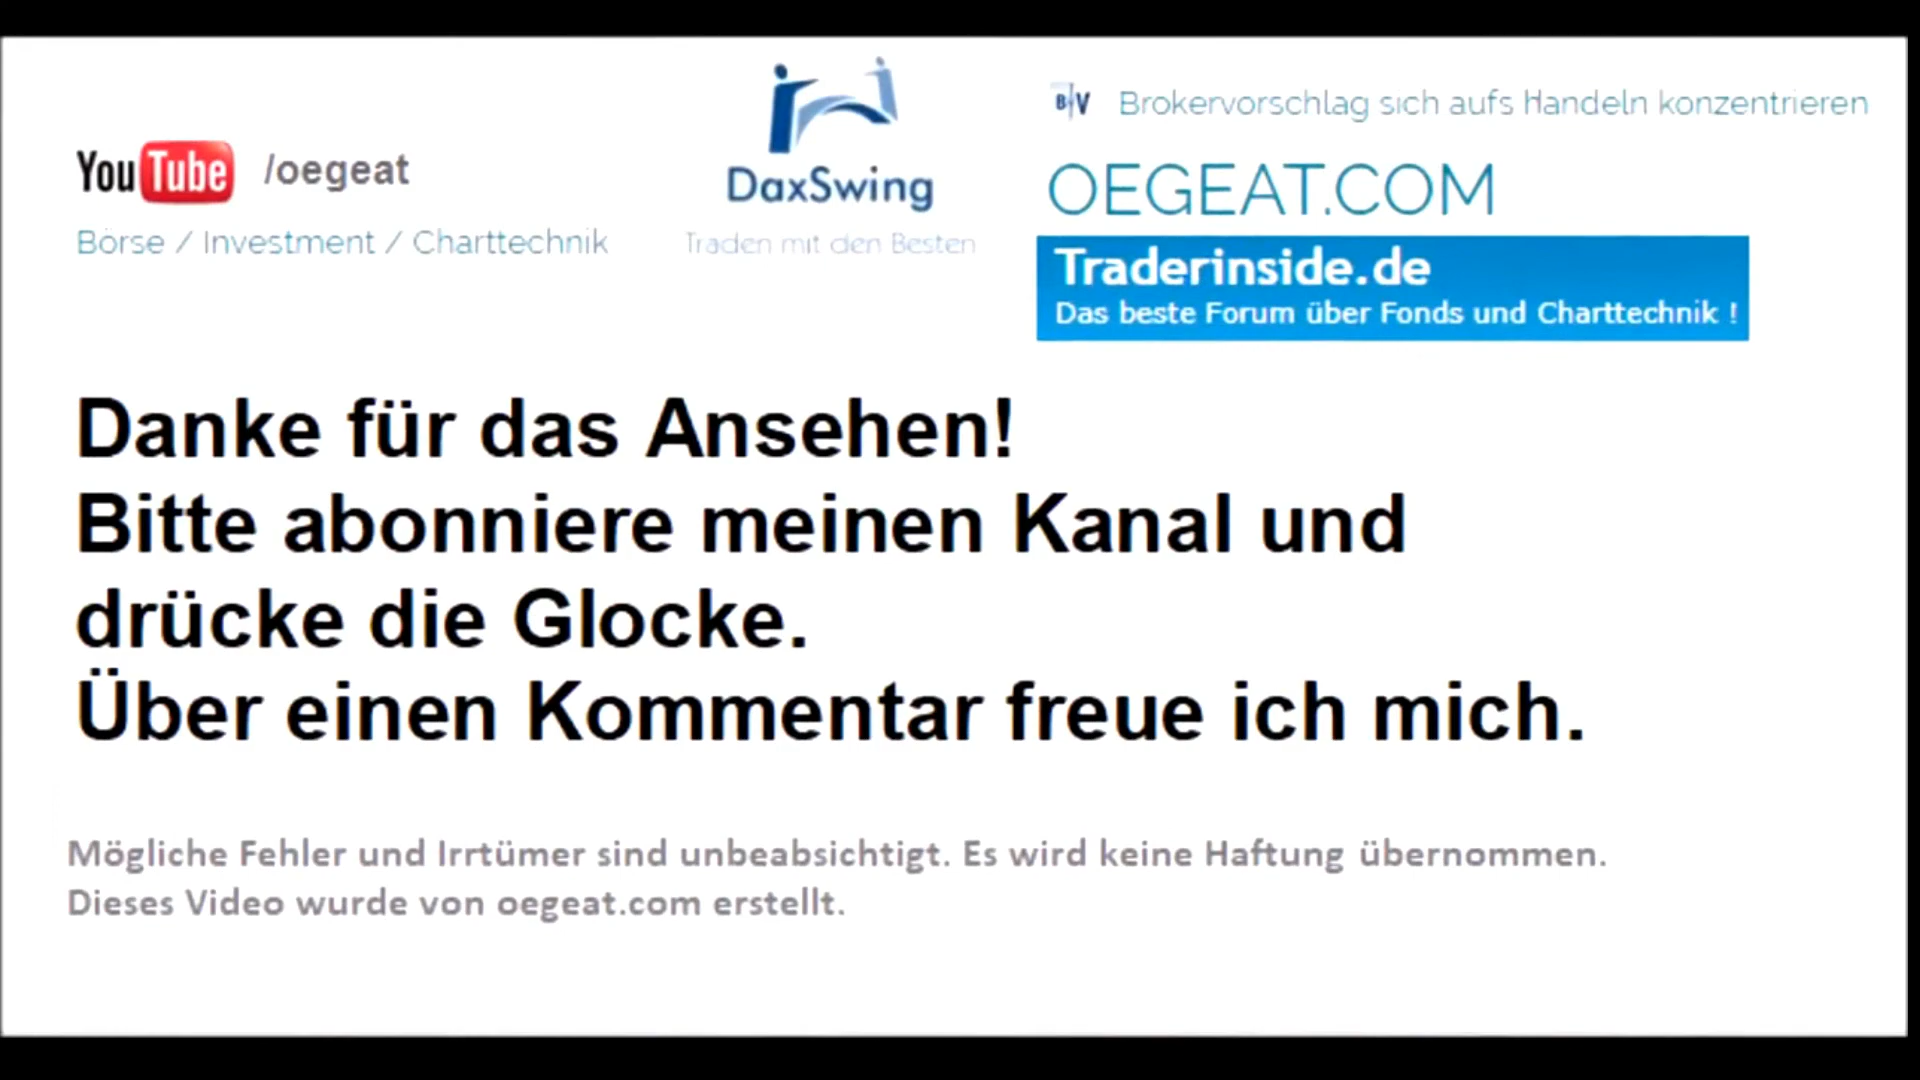 YouTube /oegeat
Börse / Investment / Charttechnik
DaxSwing
Traden mit den Besten
B/V Brokervorschlag sich aufs Handeln konzentrieren
OEGEAT.COM
Traderinside.de
Das beste Forum über Fonds und Charttechnik !
Danke für das Ansehen!
Bitte abonniere meinen Kanal und
drücke die Glocke.
Über einen Kommentar freue ich mich.
Mögliche Fehler und Irrtümer sind unbeabsichtigt. Es wird keine Haftung übernommen.
Dieses Video wurde von oegeat.com erstellt.